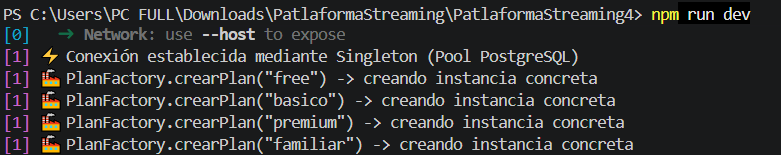 PS C:\Users\PC FULL\Downloads\PatlaformaStreaming\PatlaformaStreaming4> npm run dev
[0]   ➜ Network: use --host to expose
[1] ⚡ Conexión establecida mediante Singleton (Pool PostgreSQL)
[1] 🏭 PlanFactory.crearPlan("free") -> creando instancia concreta
[1] 🏭 PlanFactory.crearPlan("basico") -> creando instancia concreta
[1] 🏭 PlanFactory.crearPlan("premium") -> creando instancia concreta
[1] 🏭 PlanFactory.crearPlan("familiar") -> creando instancia concreta